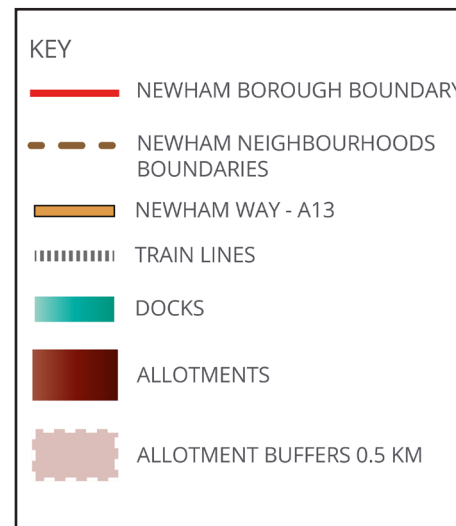 KEY
NEWHAM BOROUGH BOUNDARY
NEWHAM NEIGHBOURHOODS
BOUNDARIES
NEWHAM WAY - A13
TRAIN LINES
DOCKS
ALLOTMENTS
ALLOTMENT BUFFERS 0.5 KM